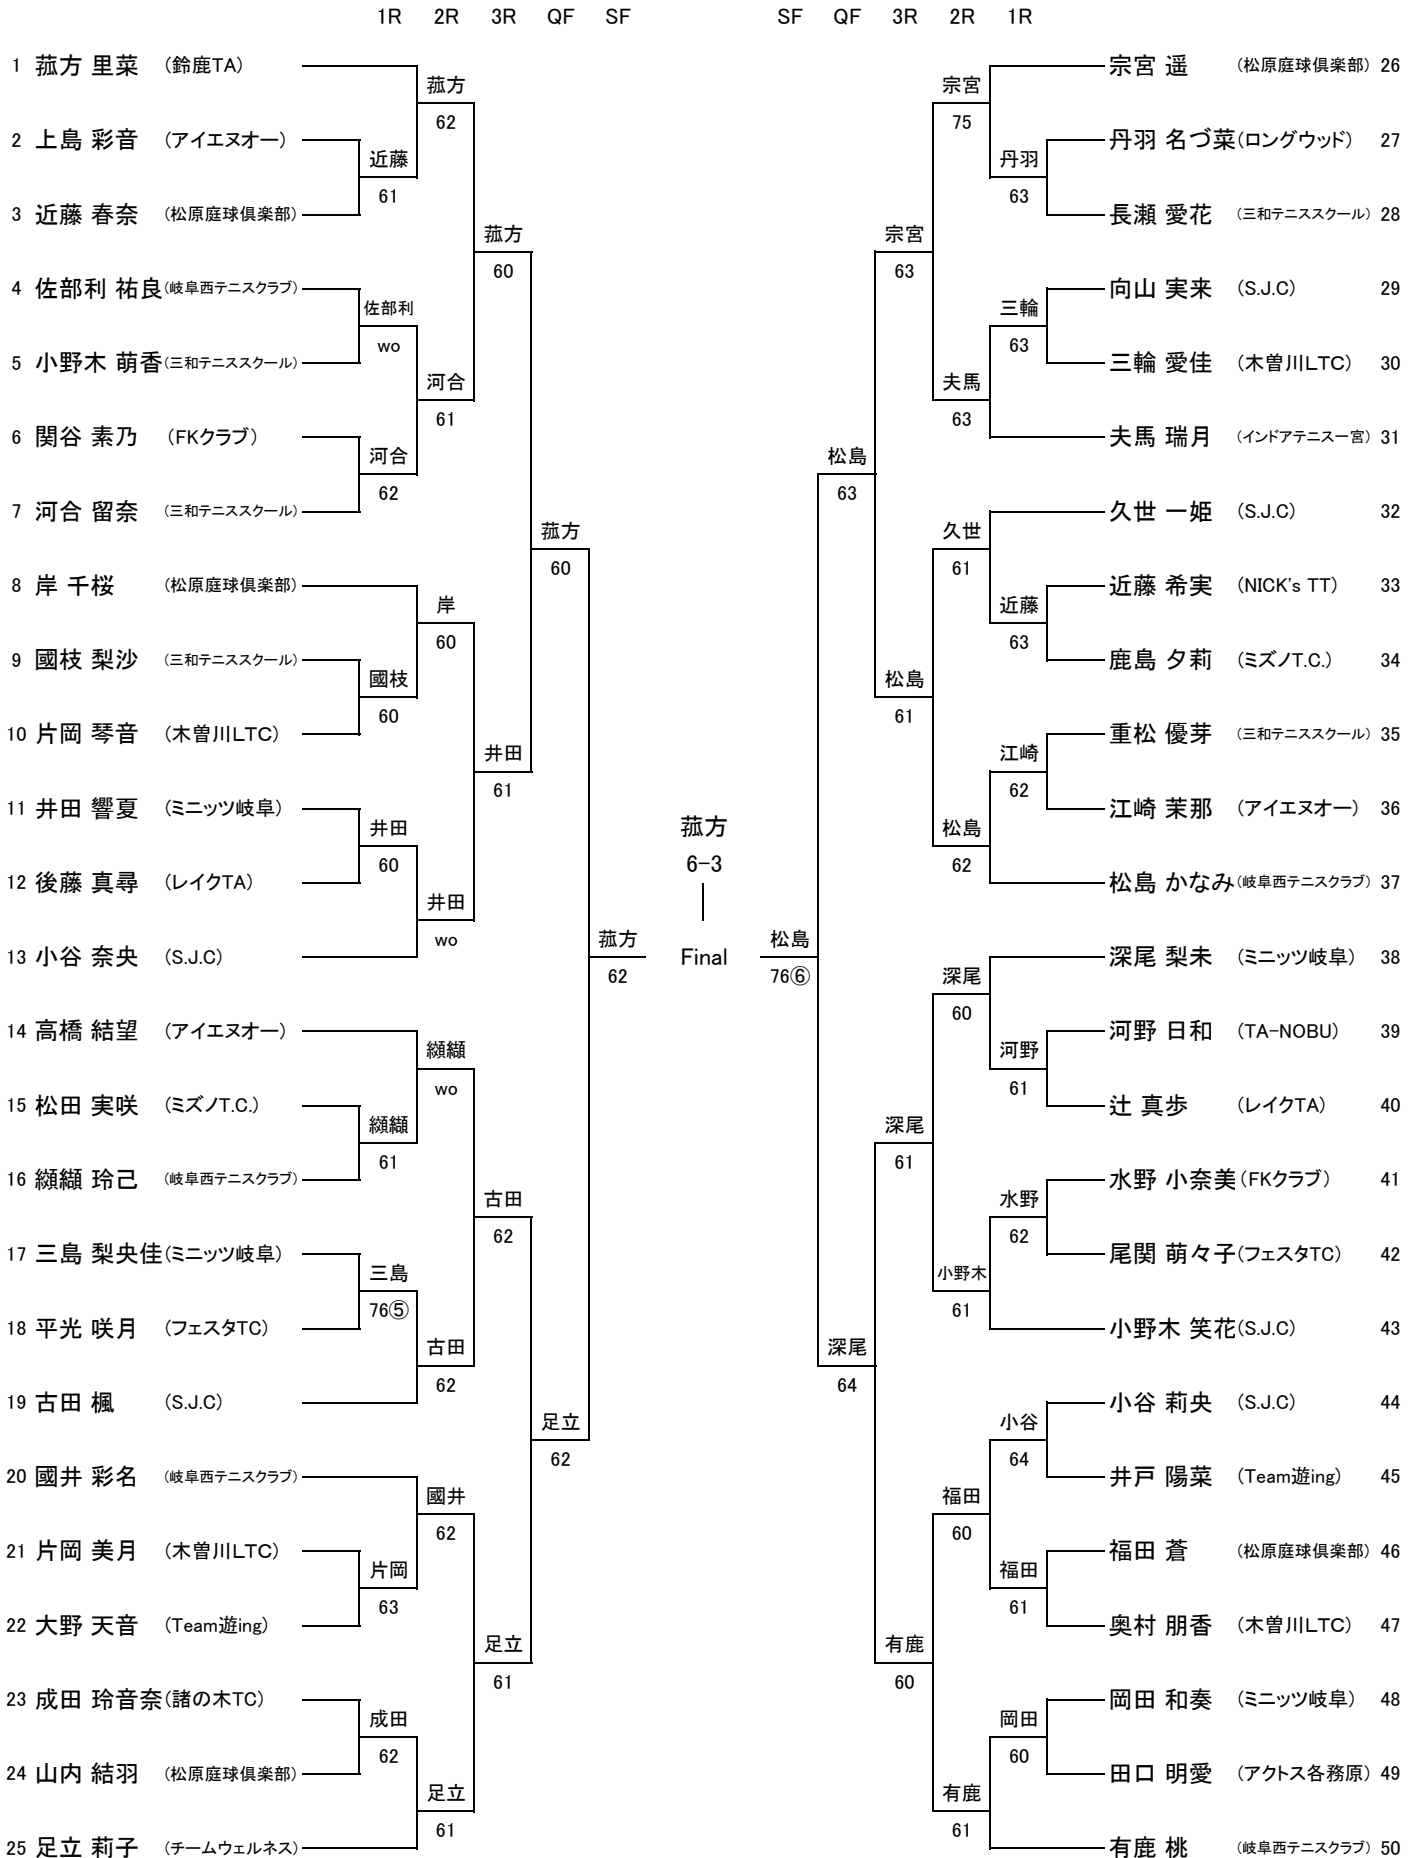 1R 2R 3R QF SF SF QF 3R 2R 1R
1 菰方 里菜 (鈴鹿TA)
菰方
62
2 上島 彩音 (アイエヌオー)
近藤
61
3 近藤 春奈 (松原庭球倶楽部)
菰方
60
4 佐部利 祐良 (岐阜西テニスクラブ)
佐部利
wo
5 小野木 萌香 (三和テニススクール)
河合
61
6 関谷 素乃 (FKクラブ)
河合
62
7 河合 留奈 (三和テニススクール)
菰方
60
8 岸 千桜 (松原庭球倶楽部)
岸
60
9 國枝 梨沙 (三和テニススクール)
國枝
60
10 片岡 琴音 (木曽川LTC)
井田
61
11 井田 響夏 (ミニッツ岐阜)
井田
60
12 後藤 真尋 (レイクTA)
井田
wo
13 小谷 奈央 (S.J.C)
菰方
62
14 高橋 結望 (アイエヌオー)
纐纈
wo
15 松田 実咲 (ミズノT.C.)
纐纈
61
16 纐纈 玲己 (岐阜西テニスクラブ)
古田
62
17 三島 梨央佳 (ミニッツ岐阜)
三島
76⑤
18 平光 咲月 (フェスタTC)
古田
62
19 古田 楓 (S.J.C)
足立
62
20 國井 彩名 (岐阜西テニスクラブ)
國井
62
21 片岡 美月 (木曽川LTC)
片岡
63
22 大野 天音 (Team遊ing)
足立
61
23 成田 玲音奈 (諸の木TC)
成田
62
24 山内 結羽 (松原庭球倶楽部)
足立
61
25 足立 莉子 (チームウェルネス)
菰方
6-3
Final
宗宮 遥 (松原庭球倶楽部) 26
宗宮
75
丹羽 名づ菜 (ロングウッド) 27
丹羽
63
長瀬 愛花 (三和テニススクール) 28
宗宮
63
向山 実来 (S.J.C) 29
三輪
63
三輪 愛佳 (木曽川LTC) 30
夫馬
63
夫馬 瑞月 (インドアテニス一宮) 31
松島
63
久世 一姫 (S.J.C) 32
久世
61
近藤 希実 (NICK's TT) 33
近藤
63
鹿島 夕莉 (ミズノT.C.) 34
松島
61
重松 優芽 (三和テニススクール) 35
江崎
62
江崎 茉那 (アイエヌオー) 36
松島
62
松島 かなみ (岐阜西テニスクラブ) 37
松島
76⑥
深尾 梨未 (ミニッツ岐阜) 38
深尾
60
河野 日和 (TA-NOBU) 39
河野
61
辻 真歩 (レイクTA) 40
深尾
61
水野 小奈美 (FKクラブ) 41
水野
62
尾関 萌々子 (フェスタTC) 42
小野木
61
小野木 笑花 (S.J.C) 43
深尾
64
小谷 莉央 (S.J.C) 44
小谷
64
井戸 陽菜 (Team遊ing) 45
福田
60
福田 蒼 (松原庭球倶楽部) 46
福田
61
奥村 朋香 (木曽川LTC) 47
有鹿
60
岡田 和奏 (ミニッツ岐阜) 48
岡田
60
田口 明愛 (アクトス各務原) 49
有鹿
61
有鹿 桃 (岐阜西テニスクラブ) 50